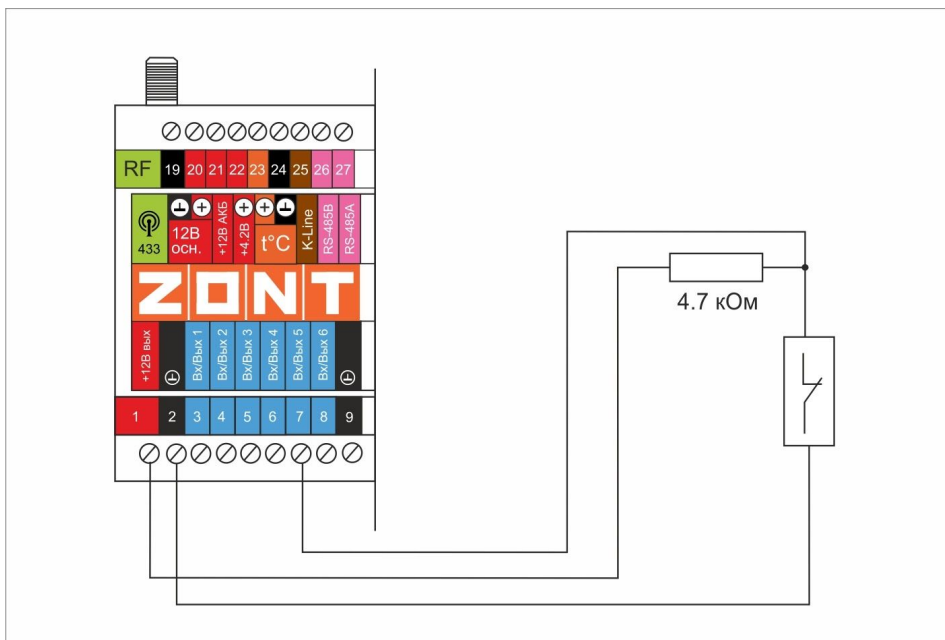 RF 19 20 21 22 23 24 25 26 27
433
12В
осн.
+12В АКБ
+4.2В
t°C
K-Line
RS-485B
RS-485A
ZONT
+12В вых
Вх/Вых 1
Вх/Вых 2
Вх/Вых 3
Вх/Вых 4
Вх/Вых 5
Вх/Вых 6
1 2 3 4 5 6 7 8 9
4.7 кОм